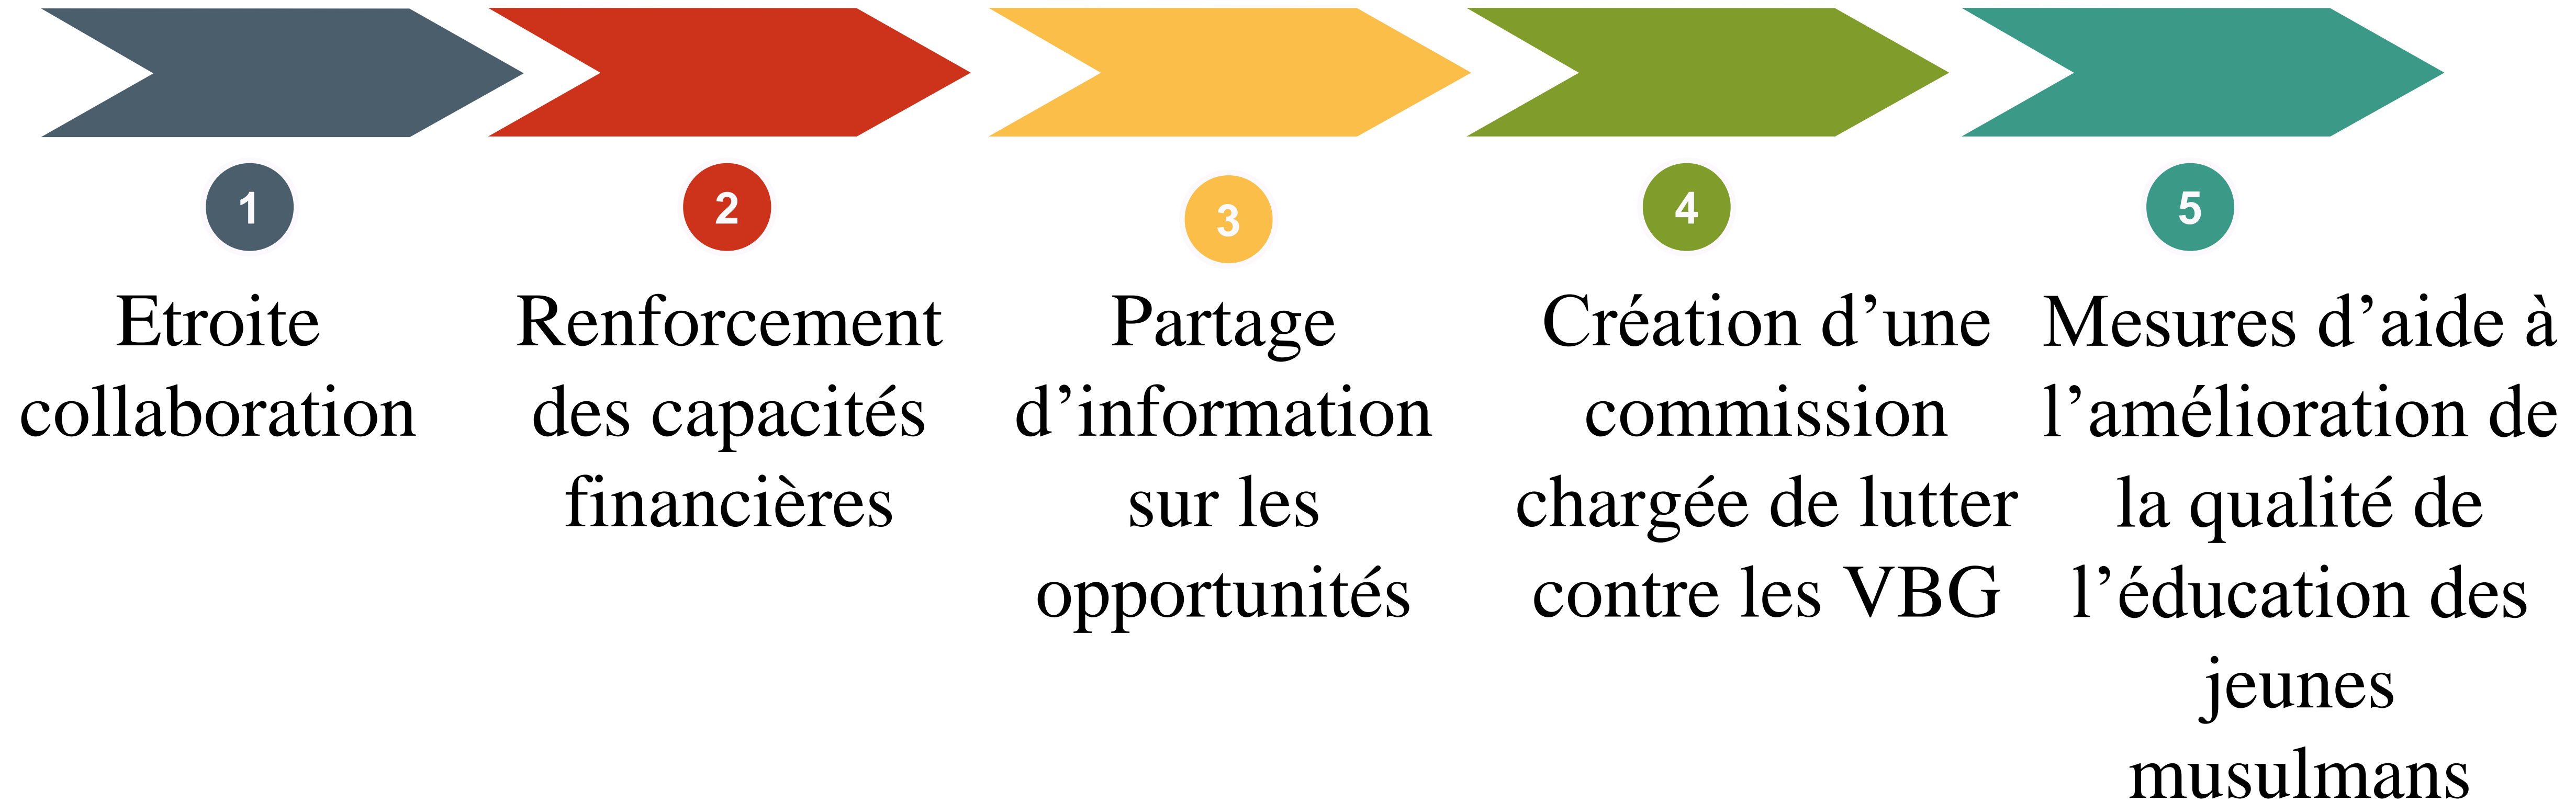 1
Etroite
collaboration
2
Renforcement
des capacités
financières
3
Partage
d’information
sur les
opportunités
4
Création d’une
commission
chargée de lutter
contre les VBG
5
Mesures d’aide à
l’amélioration de
la qualité de
l’éducation des
jeunes
musulmans